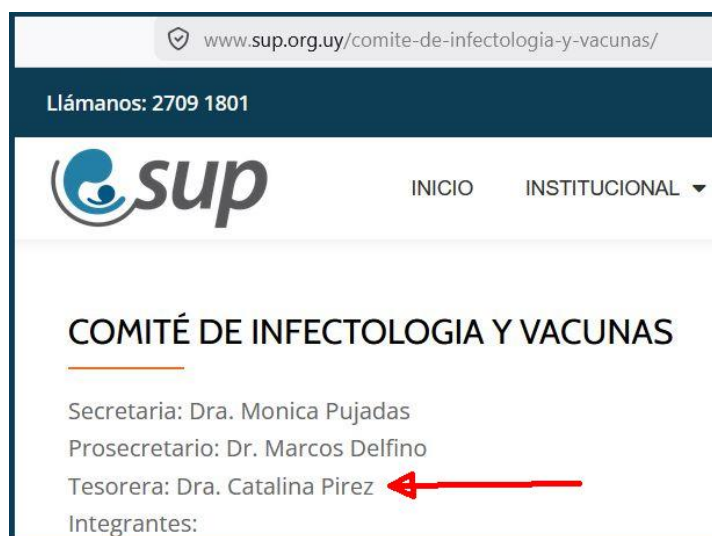 www.sup.org.uy/comite-de-infectologia-y-vacunas/
Llámanos: 2709 1801
sup
INICIO INSTITUCIONAL
COMITÉ DE INFECTOLOGIA Y VACUNAS
Secretaria: Dra. Monica Pujadas
Prosecretario: Dr. Marcos Delfino
Tesorera: Dra. Catalina Pirez
Integrantes: